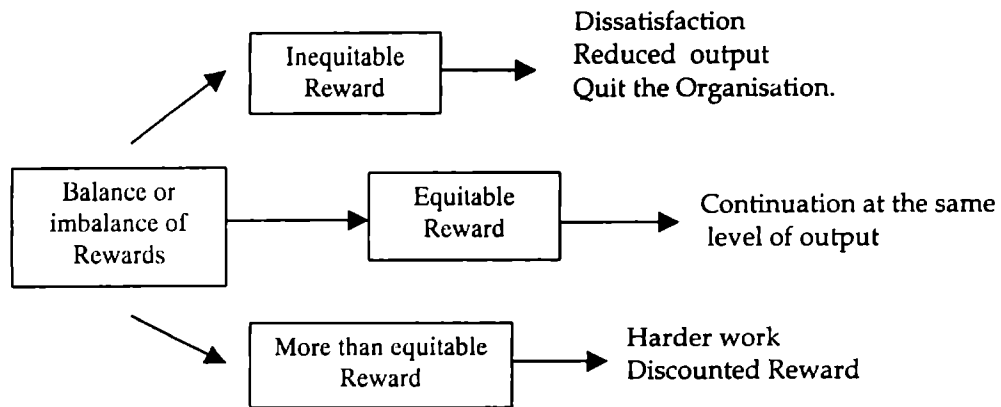 Inequitable
Reward
Dissatisfaction
Reduced output
Quit the Organisation.
Balance or
imbalance of
Rewards
Equitable
Reward
Continuation at the same
level of output
More than equitable
Reward
Harder work
Discounted Reward